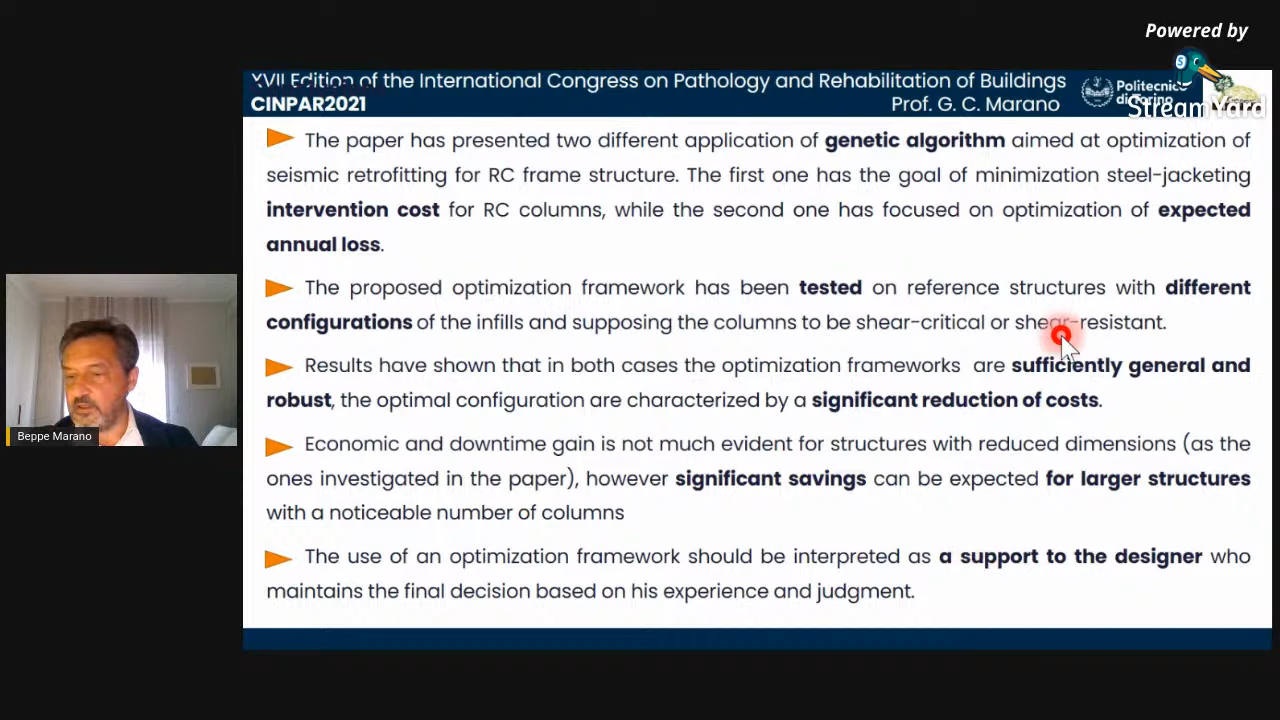 Powered by
StreamYard
XVII Edition of the International Congress on Pathology and Rehabilitation of Buildings
CINPAR2021
Prof. G. C. Marano
Politecnico
di Torino
The paper has presented two different application of genetic algorithm aimed at optimization of
seismic retrofitting for RC frame structure. The first one has the goal of minimization steel-jacketing
intervention cost for RC columns, while the second one has focused on optimization of expected
annual loss.
The proposed optimization framework has been tested on reference structures with different
configurations of the infills and supposing the columns to be shear-critical or shear-resistant.
Results have shown that in both cases the optimization frameworks are sufficiently general and
robust, the optimal configuration are characterized by a significant reduction of costs.
Economic and downtime gain is not much evident for structures with reduced dimensions (as the
ones investigated in the paper), however significant savings can be expected for larger structures
with a noticeable number of columns
The use of an optimization framework should be interpreted as a support to the designer who
maintains the final decision based on his experience and judgment.
Beppe Marano